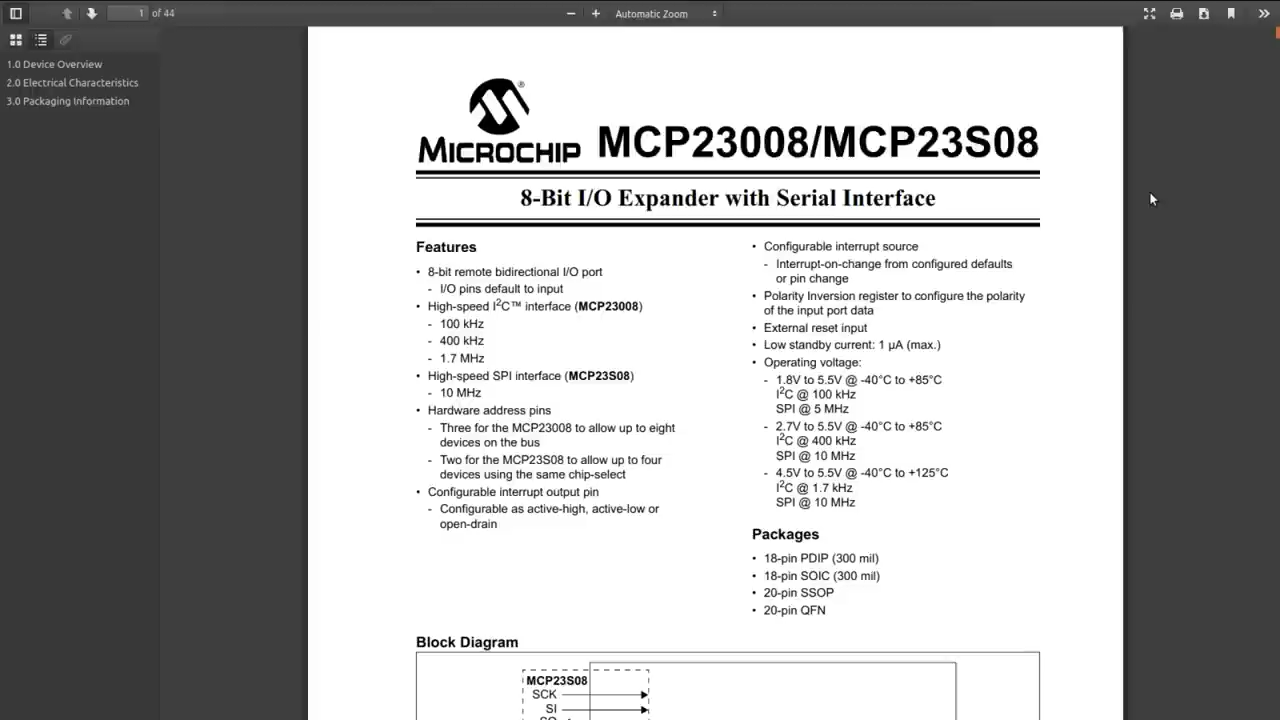 1 of 44
Automatic Zoom
1.0 Device Overview
2.0 Electrical Characteristics
3.0 Packaging Information
MICROCHIP ®
MCP23008/MCP23S08
8-Bit I/O Expander with Serial Interface
Features
• 8-bit remote bidirectional I/O port
- I/O pins default to input
• High-speed I2C™ interface (MCP23008)
- 100 kHz
- 400 kHz
- 1.7 MHz
• High-speed SPI interface (MCP23S08)
- 10 MHz
• Hardware address pins
- Three for the MCP23008 to allow up to eight
devices on the bus
- Two for the MCP23S08 to allow up to four
devices using the same chip-select
• Configurable interrupt output pin
- Configurable as active-high, active-low or
open-drain
• Configurable interrupt source
- Interrupt-on-change from configured defaults
or pin change
• Polarity Inversion register to configure the polarity
of the input port data
• External reset input
• Low standby current: 1 µA (max.)
• Operating voltage:
- 1.8V to 5.5V @ -40°C to +85°C
I2C @ 100 kHz
SPI @ 5 MHz
- 2.7V to 5.5V @ -40°C to +85°C
I2C @ 400 kHz
SPI @ 10 MHz
- 4.5V to 5.5V @ -40°C to +125°C
I2C @ 1.7 kHz
SPI @ 10 MHz
Packages
• 18-pin PDIP (300 mil)
• 18-pin SOIC (300 mil)
• 20-pin SSOP
• 20-pin QFN
Block Diagram
MCP23S08
SCK
SI